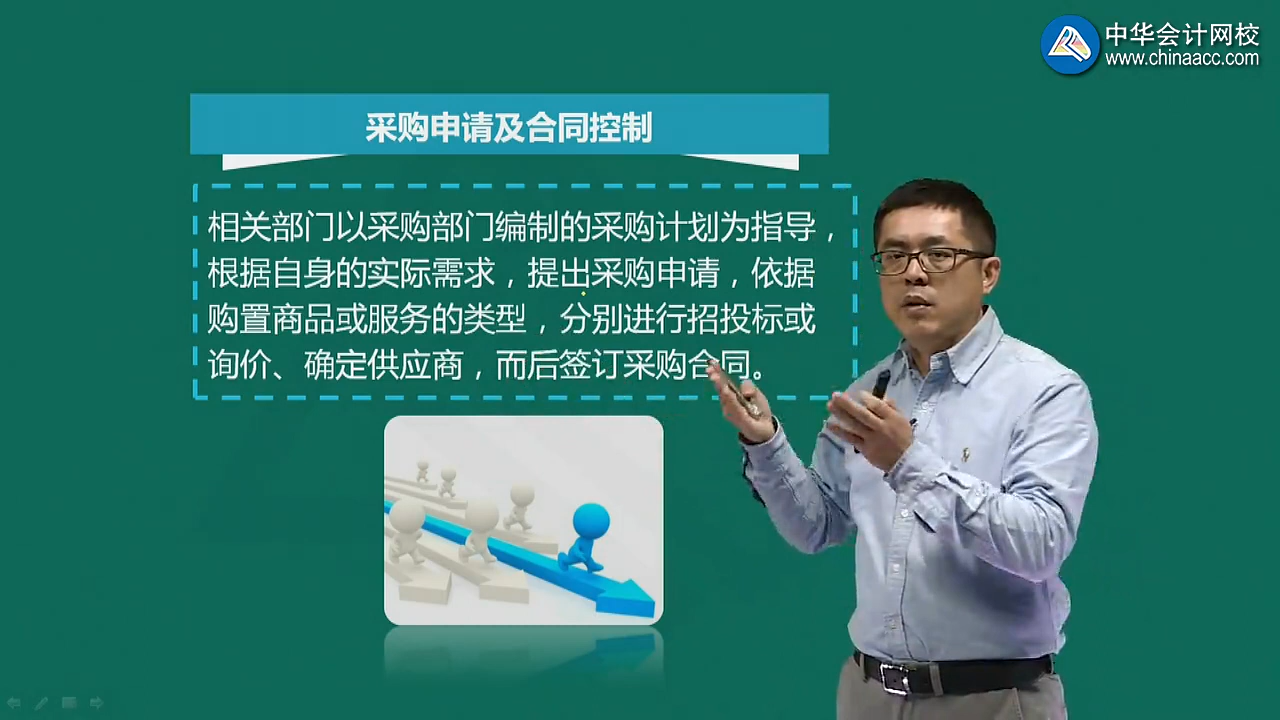 中华会计网校
www.chinaacc.com
采购申请及合同控制
相关部门以采购部门编制的采购计划为指导，
根据自身的实际需求，提出采购申请，依据
购置商品或服务的类型，分别进行招投标或
询价、确定供应商，而后签订采购合同。